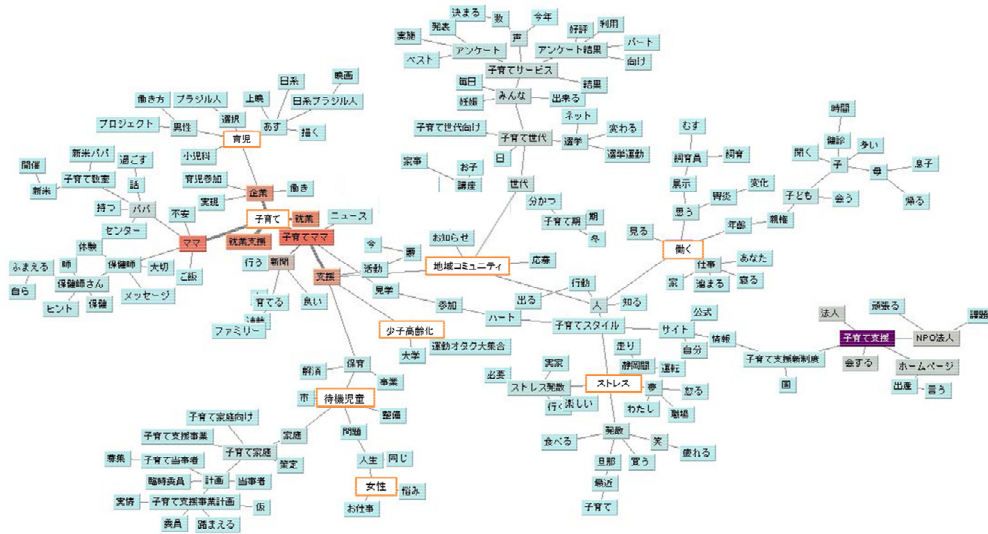 決まる
数
今年
声
発表
実施
アンケート
ベスト
好評
利用
パート
アンケート結果
向け
子育てサービス
結果
毎日
みんな
妊娠
出来る
ネット
子育て世代向け
子育て世代
選挙
変わる
選挙運動
日
家事
お子
講座
世代
分かつ
子育て期
期
冬
お知らせ
地域コミュニティ
応募
映画
日系
日系ブラジル人
上映
あす
描く
働き方
ブラジル人
選択
プロジェクト
男性
育児
小児科
育児参加
実現
企業
働き
開催
新米パパ
過ごす
子育て教室
話
新米
持つ
パパ
センター
不安
ママ
子育て
就業
就業支援
子育てママ
ニュース
体験
ふまえる
師
保健師
大切
ご飯
自ら
保健師さん
ヒント
保健
メッセージ
行う
新聞
支援
今
活動
育てる
良い
ファミリー
見学
参加
ハート
少子高齢化
大学
運動オタク大集合
むす
飼育員
飼育
展示
胃炎
変化
思う
見る
働く
年齢
親権
時間
健診
聞く
子
多い
母
息子
子ども
会う
帰る
仕事
あなた
家
進まる
寝る
行動
出る
人
知る
子育てスタイル
公式
サイト
自分
情報
子育て支援新制度
国
法人
頑張る
課題
子育て支援
NPO法人
会する
ホームページ
出産
言う
走り
静岡間
運転
実家
必要
ストレス発散
ストレス
夢
怒る
行く
楽しい
わたし
職場
食べる
発散
笑
疲れる
旦那
買う
最近
子育て
保育
解消
事業
市
待機児童
整備
問題
子育て家庭向け
子育て支援事業
家庭
子育て家庭
策定
募集
子育て当事者
臨時委員
計画
当事者
実情
子育て支援事業計画
仮
委員
踏まえる
人生
同じ
女性
悩み
お仕事